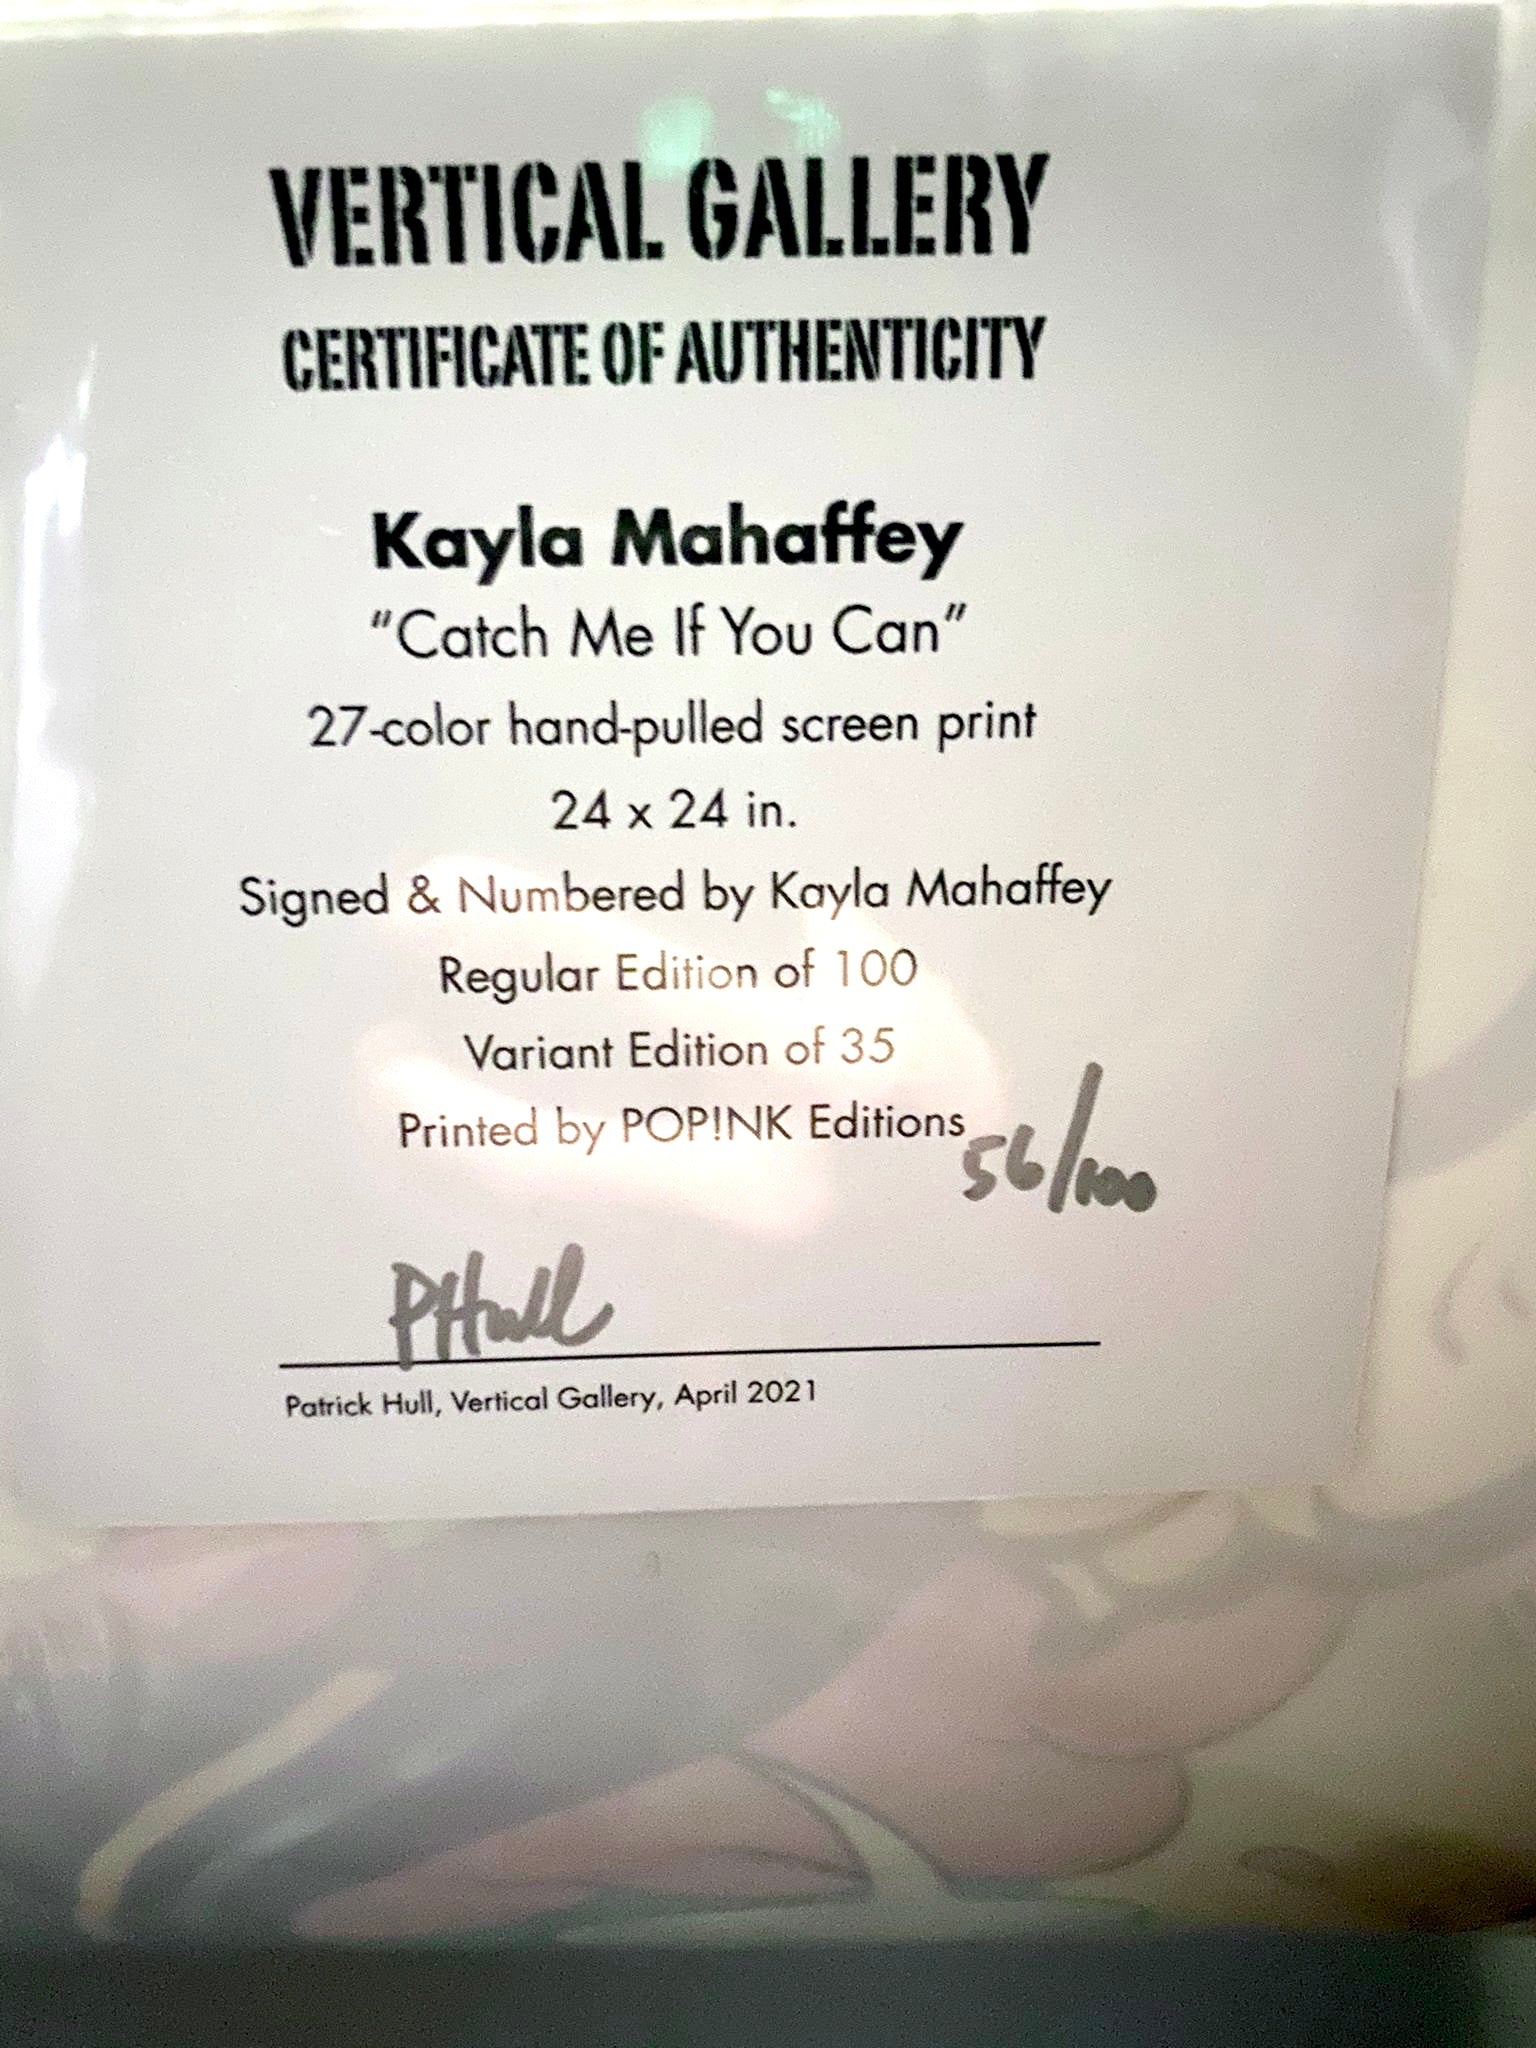 VERTICAL GALLERY
CERTIFICATE OF AUTHENTICITY
Kayla Mahaffey
"Catch Me If You Can"
27-color hand-pulled screen print
24 x 24 in.
Signed & Numbered by Kayla Mahaffey
Regular Edition of 100
Variant Edition of 35
Printed by POP!NK Editions
56/100
PHull
Patrick Hull, Vertical Gallery, April 2021